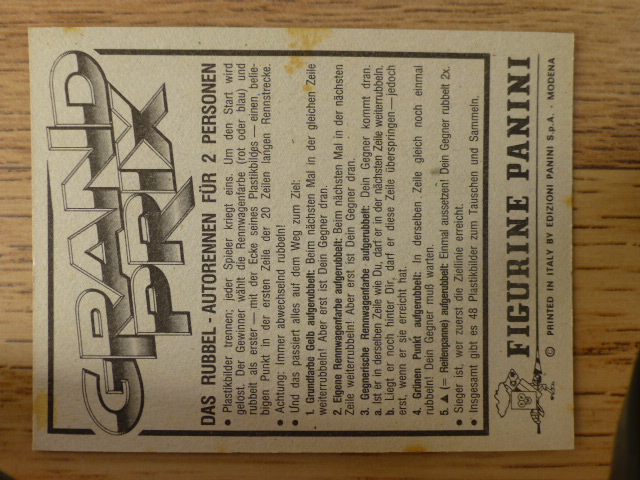 GRAND
PRIX
DAS RUBBEL-AUTORENNEN FÜR 2 PERSONEN
• Plastikbilder trennen; jeder Spieler kriegt eins. Um den Start wird
gelost. Der Gewinner wählt die Rennwagenfarbe (rot oder blau) und
rubbelt als erster — mit der Ecke seines Plastikbildes — einen belie-
bigen Punkt in der ersten Zeile der 20 Zeilen langen Rennstrecke.
• Achtung: Immer abwechselnd rubbeln!
• Und das passiert alles auf dem Weg zum Ziel:
1. Grundfarbe Gelb aufgerubbelt: Beim nächsten Mal in der gleichen Zeile
weiterrubbeln! Aber erst ist Dein Gegner dran.
2. Eigene Rennwagenfarbe aufgerubbelt: Beim nächsten Mal in der nächsten
Zeile weiterrubbeln! Aber erst ist Dein Gegner dran.
3. Gegnerische Rennwagenfarbe aufgerubbelt: Dein Gegner kommt dran.
a. Ist er in derselben Zeile wie Du, darf er in der nächsten Zeile weiterrubbeln.
b. Liegt er noch hinter Dir, darf er diese Zeile überspringen — jedoch
erst, wenn er sie erreicht hat.
4. Grünen Punkt aufgerubbelt: In derselben Zeile gleich noch einmal
rubbeln! Dein Gegner muß warten.
5. ▲ (= Reifenpanne) aufgerubbelt: Einmal aussetzen! Dein Gegner rubbelt 2x.
• Sieger ist, wer zuerst die Ziellinie erreicht.
• Insgesamt gibt es 48 Plastikbilder zum Tauschen und Sammeln.
FIGURINE PANINI
© PRINTED IN ITALY BY EDIZIONI PANINI S.p.A. - MODENA